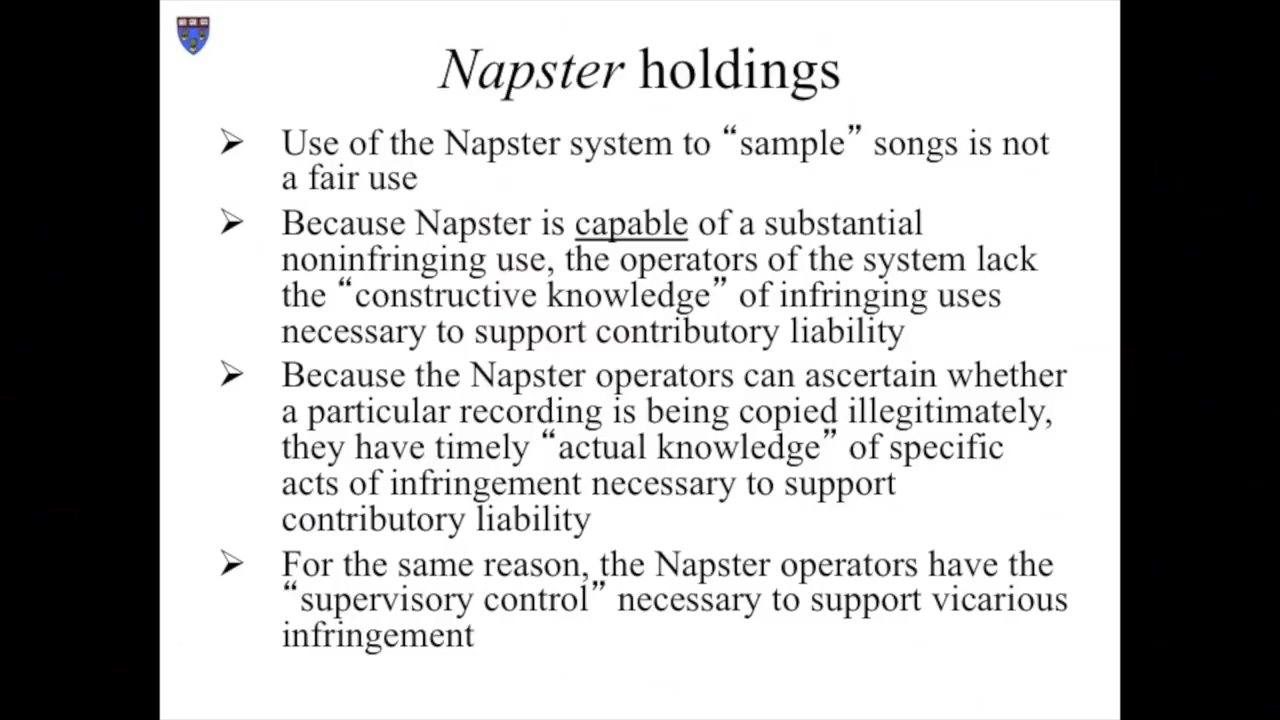 Napster holdings
➢ Use of the Napster system to “sample” songs is not
a fair use
➢ Because Napster is capable of a substantial
noninfringing use, the operators of the system lack
the “constructive knowledge” of infringing uses
necessary to support contributory liability
➢ Because the Napster operators can ascertain whether
a particular recording is being copied illegitimately,
they have timely “actual knowledge” of specific
acts of infringement necessary to support
contributory liability
➢ For the same reason, the Napster operators have the
“supervisory control” necessary to support vicarious
infringement